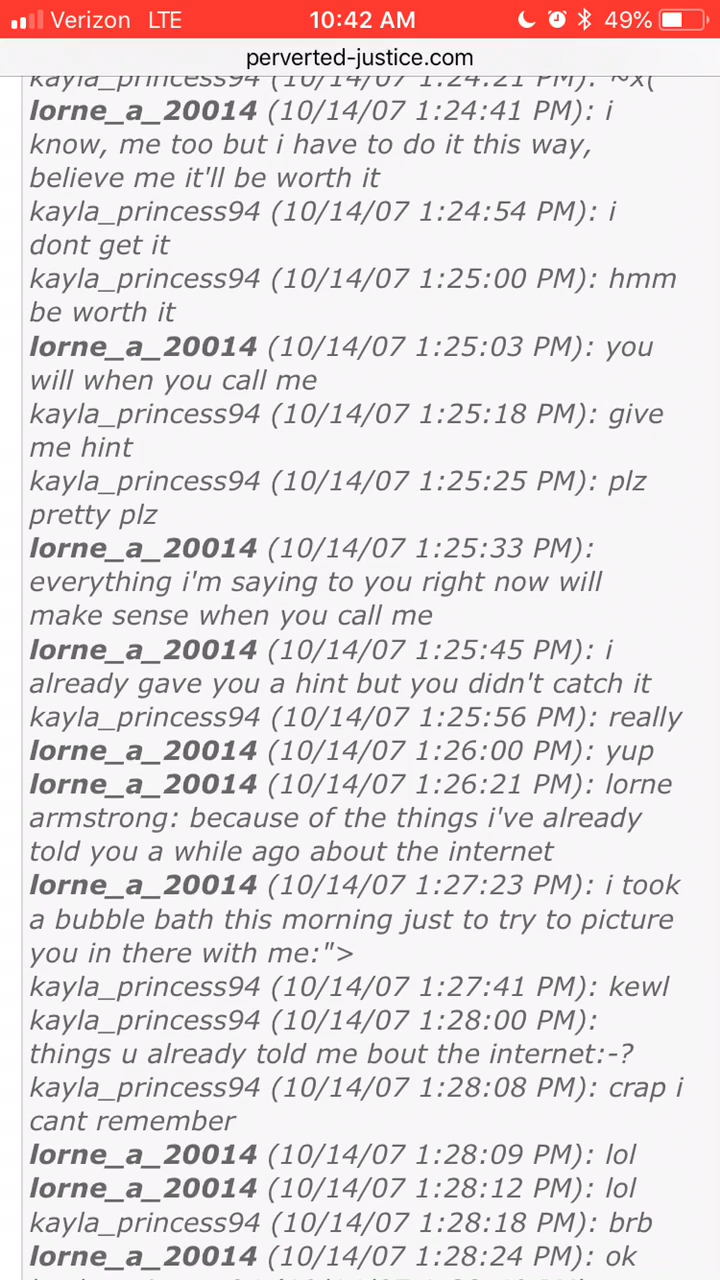 Verizon LTE 10:42 AM 49%
perverted-justice.com
kayla_princess94 (10/14/07 1:24:21 PM): ~x(
lorne_a_20014 (10/14/07 1:24:41 PM): i
know, me too but i have to do it this way,
believe me it'll be worth it
kayla_princess94 (10/14/07 1:24:54 PM): i
dont get it
kayla_princess94 (10/14/07 1:25:00 PM): hmm
be worth it
lorne_a_20014 (10/14/07 1:25:03 PM): you
will when you call me
kayla_princess94 (10/14/07 1:25:18 PM): give
me hint
kayla_princess94 (10/14/07 1:25:25 PM): plz
pretty plz
lorne_a_20014 (10/14/07 1:25:33 PM):
everything i'm saying to you right now will
make sense when you call me
lorne_a_20014 (10/14/07 1:25:45 PM): i
already gave you a hint but you didn't catch it
kayla_princess94 (10/14/07 1:25:56 PM): really
lorne_a_20014 (10/14/07 1:26:00 PM): yup
lorne_a_20014 (10/14/07 1:26:21 PM): lorne
armstrong: because of the things i've already
told you a while ago about the internet
lorne_a_20014 (10/14/07 1:27:23 PM): i took
a bubble bath this morning just to try to picture
you in there with me:">
kayla_princess94 (10/14/07 1:27:41 PM): kewl
kayla_princess94 (10/14/07 1:28:00 PM):
things u already told me bout the internet:-?
kayla_princess94 (10/14/07 1:28:08 PM): crap i
cant remember
lorne_a_20014 (10/14/07 1:28:09 PM): lol
lorne_a_20014 (10/14/07 1:28:12 PM): lol
kayla_princess94 (10/14/07 1:28:18 PM): brb
lorne_a_20014 (10/14/07 1:28:24 PM): ok